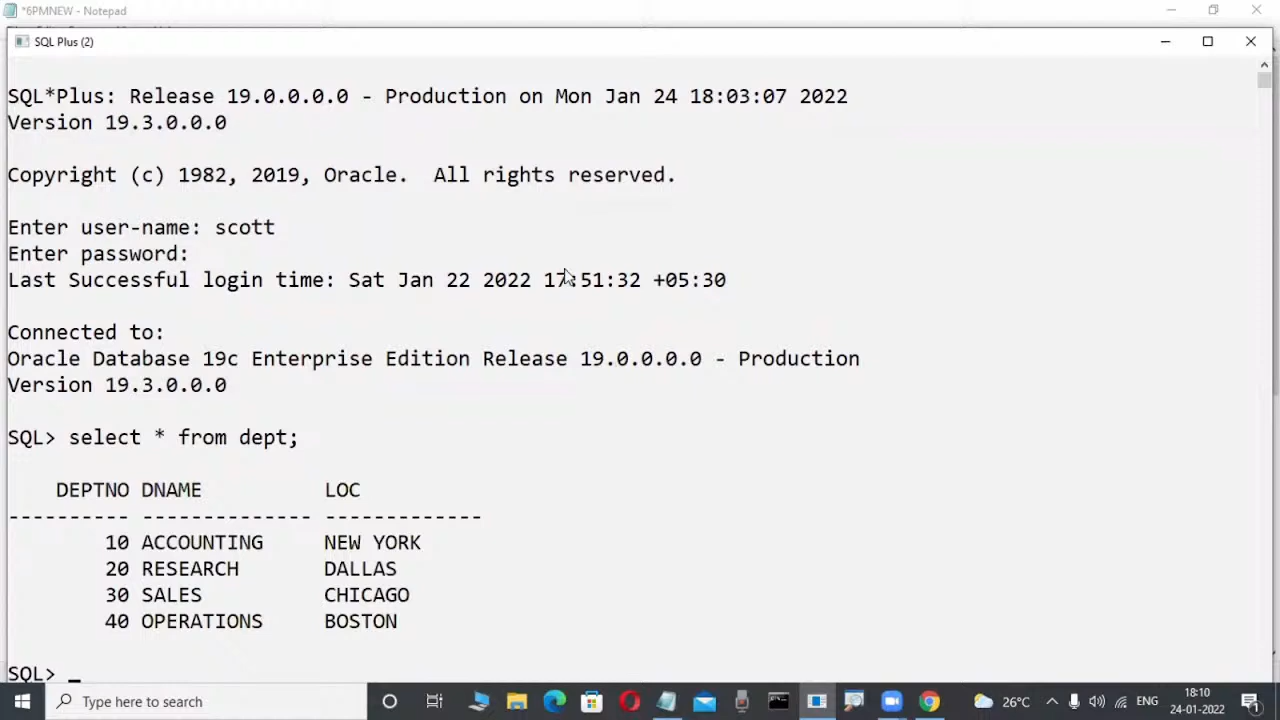 *6PMNEW - Notepad
SQL Plus (2)
SQL*Plus: Release 19.0.0.0.0 - Production on Mon Jan 24 18:03:07 2022
Version 19.3.0.0.0
Copyright (c) 1982, 2019, Oracle.  All rights reserved.
Enter user-name: scott
Enter password:
Last Successful login time: Sat Jan 22 2022 17:51:32 +05:30
Connected to:
Oracle Database 19c Enterprise Edition Release 19.0.0.0.0 - Production
Version 19.3.0.0.0
SQL> select * from dept;
    DEPTNO DNAME          LOC
---------- -------------- -------------
        10 ACCOUNTING     NEW YORK
        20 RESEARCH       DALLAS
        30 SALES          CHICAGO
        40 OPERATIONS     BOSTON
SQL> _
Type here to search
26°C
ENG
18:10
24-01-2022
1